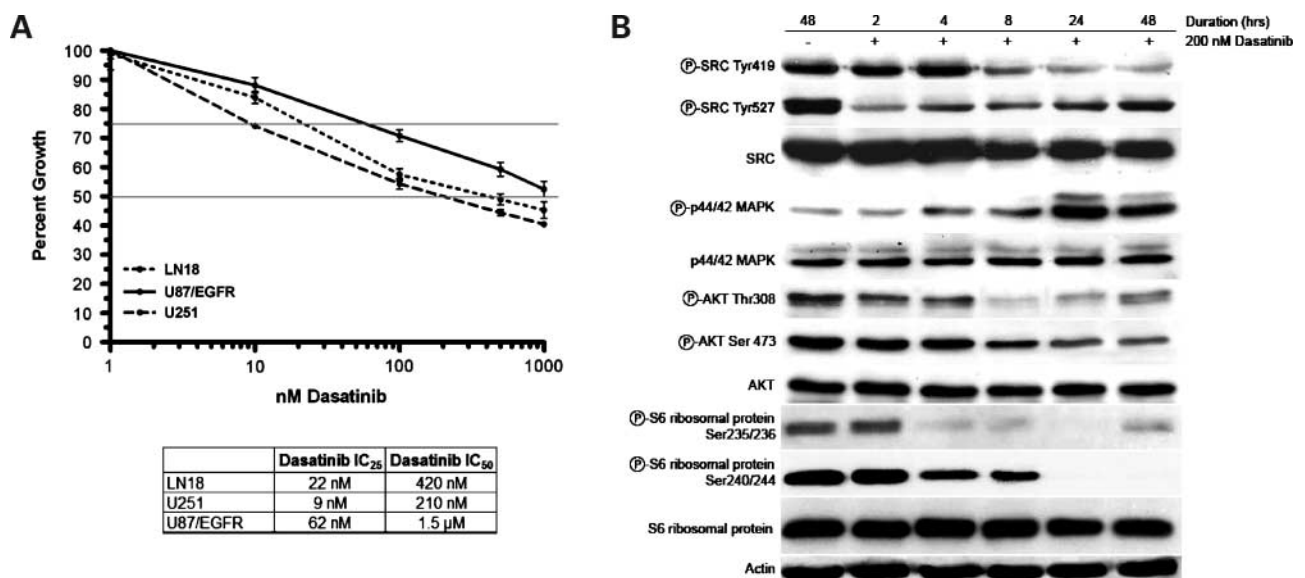 A
100
90
80
70
60
50
40
30
20
10
0
Percent Growth
LN18
U87/EGFR
U251
1 10 100 1000
nM Dasatinib
Dasatinib IC25 Dasatinib IC50
LN18 22 nM 420 nM
U251 9 nM 210 nM
U87/EGFR 62 nM 1.5 µM
B
48 2 4 8 24 48 Duration (hrs)
- + + + + + 200 nM Dasatinib
Ⓟ-SRC Tyr419
Ⓟ-SRC Tyr527
SRC
Ⓟ-p44/42 MAPK
p44/42 MAPK
Ⓟ-AKT Thr308
Ⓟ-AKT Ser 473
AKT
Ⓟ-S6 ribosomal protein
Ser235/236
Ⓟ-S6 ribosomal protein
Ser240/244
S6 ribosomal protein
Actin